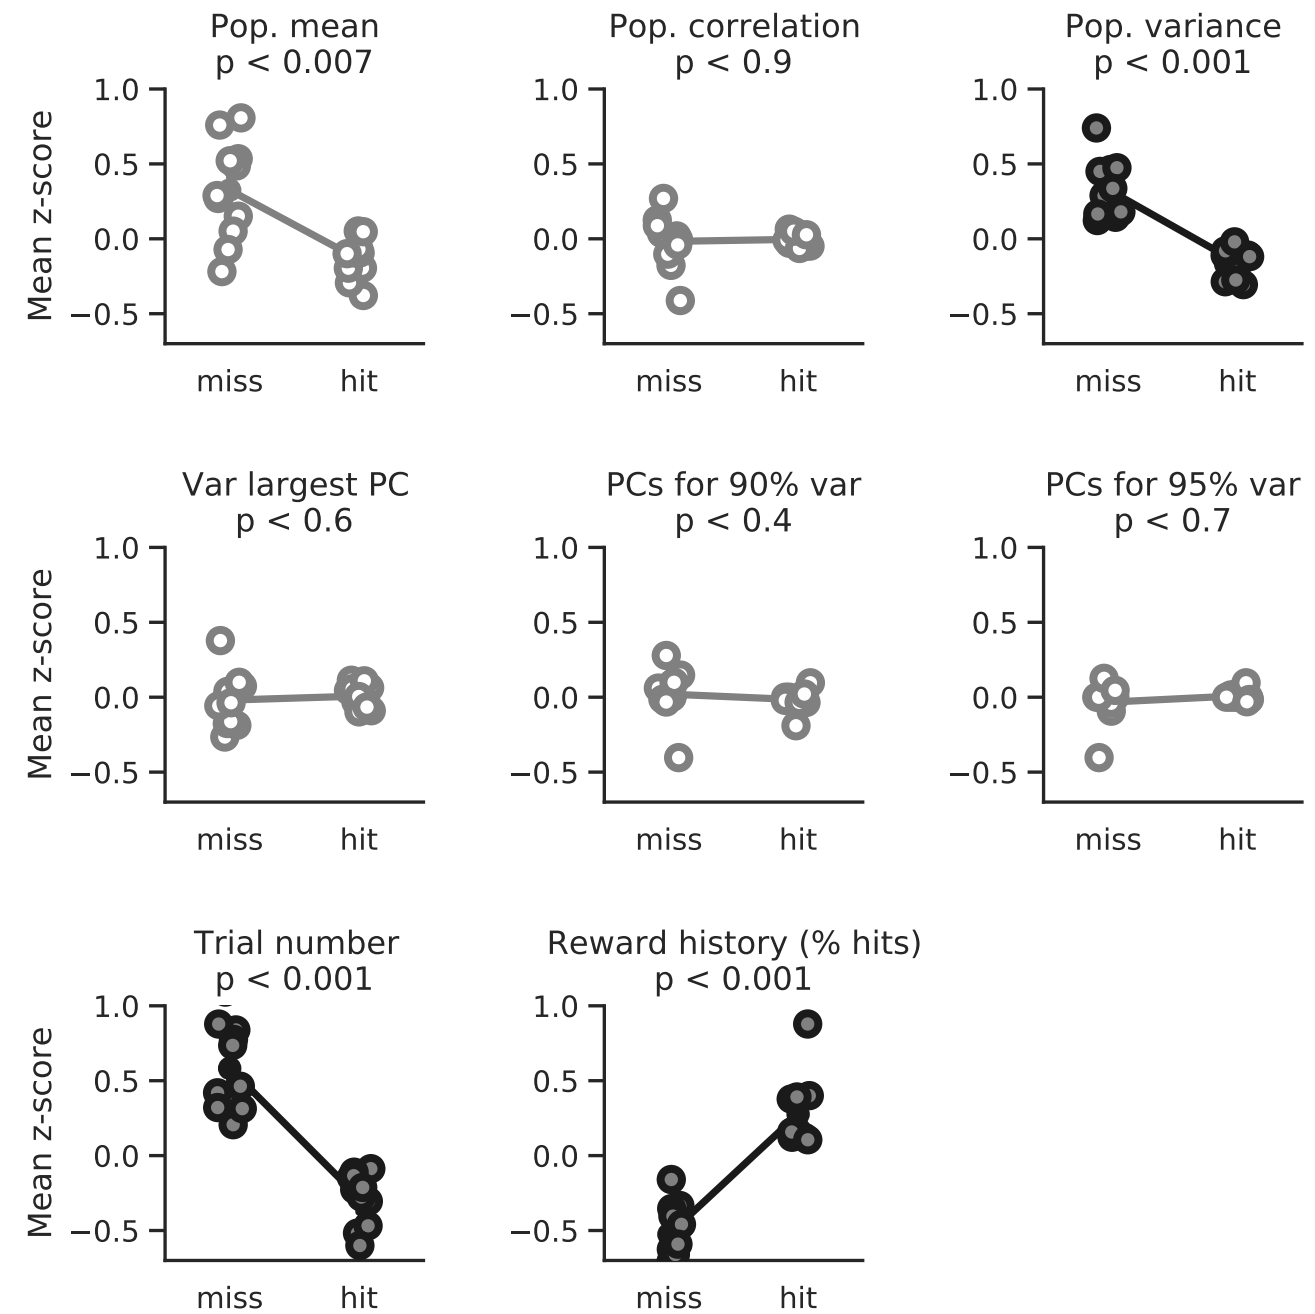 Pop. mean
p < 0.007
Pop. correlation
p < 0.9
Pop. variance
p < 0.001
Mean z-score
1.0
0.5
0.0
−0.5
miss
hit
1.0
0.5
0.0
−0.5
miss
hit
1.0
0.5
0.0
−0.5
miss
hit
Var largest PC
p < 0.6
PCs for 90% var
p < 0.4
PCs for 95% var
p < 0.7
Mean z-score
1.0
0.5
0.0
−0.5
miss
hit
1.0
0.5
0.0
−0.5
miss
hit
1.0
0.5
0.0
−0.5
miss
hit
Trial number
p < 0.001
Reward history (% hits)
p < 0.001
Mean z-score
1.0
0.5
0.0
−0.5
miss
hit
1.0
0.5
0.0
−0.5
miss
hit